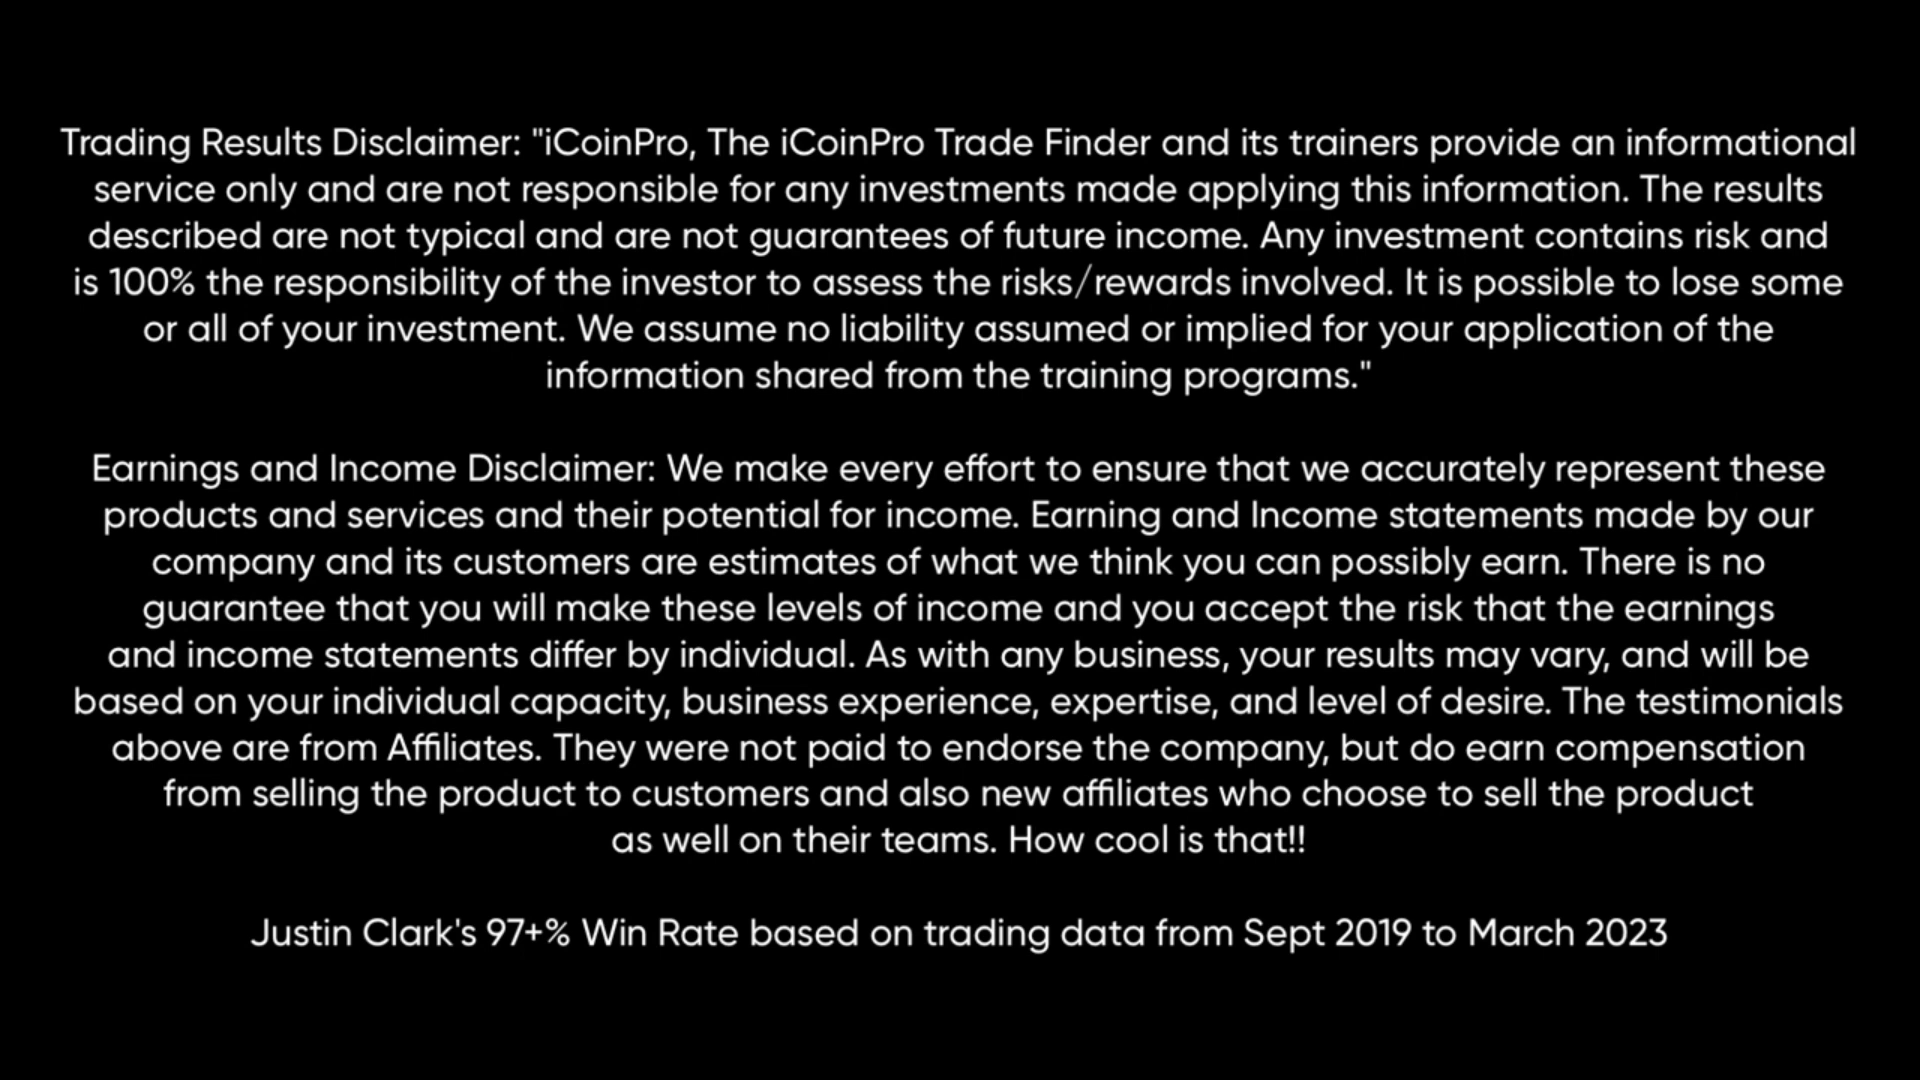 Trading Results Disclaimer: "iCoinPro, The iCoinPro Trade Finder and its trainers provide an informational
service only and are not responsible for any investments made applying this information. The results
described are not typical and are not guarantees of future income. Any investment contains risk and
is 100% the responsibility of the investor to assess the risks/rewards involved. It is possible to lose some
or all of your investment. We assume no liability assumed or implied for your application of the
information shared from the training programs."
Earnings and Income Disclaimer: We make every effort to ensure that we accurately represent these
products and services and their potential for income. Earning and Income statements made by our
company and its customers are estimates of what we think you can possibly earn. There is no
guarantee that you will make these levels of income and you accept the risk that the earnings
and income statements differ by individual. As with any business, your results may vary, and will be
based on your individual capacity, business experience, expertise, and level of desire. The testimonials
above are from Affiliates. They were not paid to endorse the company, but do earn compensation
from selling the product to customers and also new affiliates who choose to sell the product
as well on their teams. How cool is that!!
Justin Clark's 97+% Win Rate based on trading data from Sept 2019 to March 2023